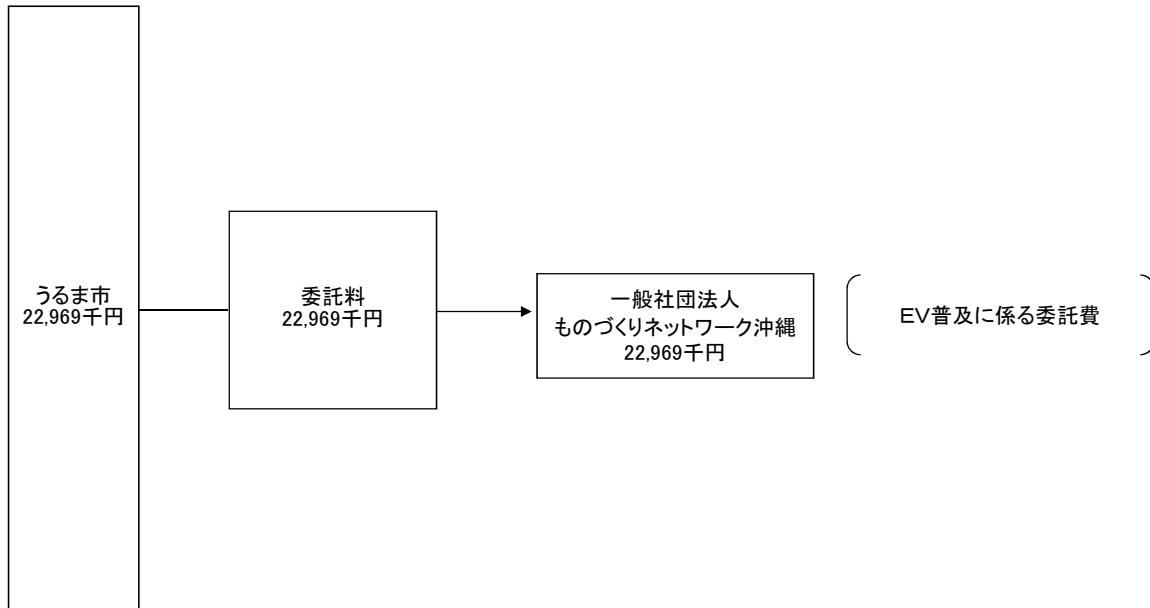 うるま市
22,969千円
委託料
22,969千円
一般社団法人
ものづくりネットワーク沖縄
22,969千円
EV普及に係る委託費